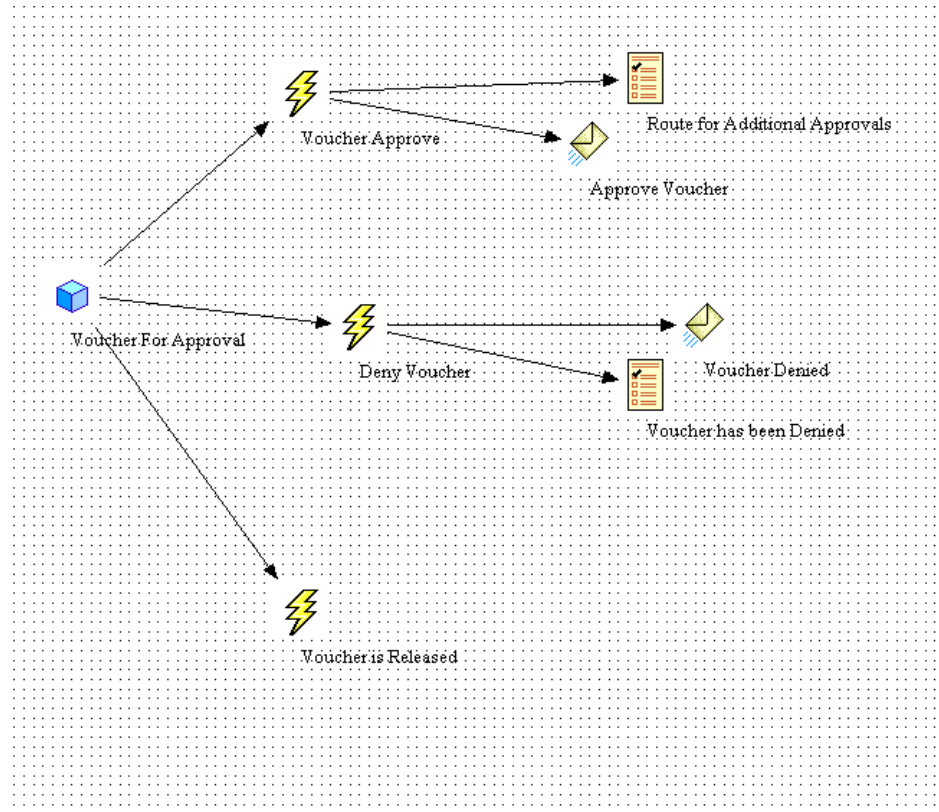 Route for Additional Approvals
Voucher Approve
Approve Voucher
Voucher For Approval
Deny Voucher
Voucher Denied
Voucher has been Denied
Voucher is Released